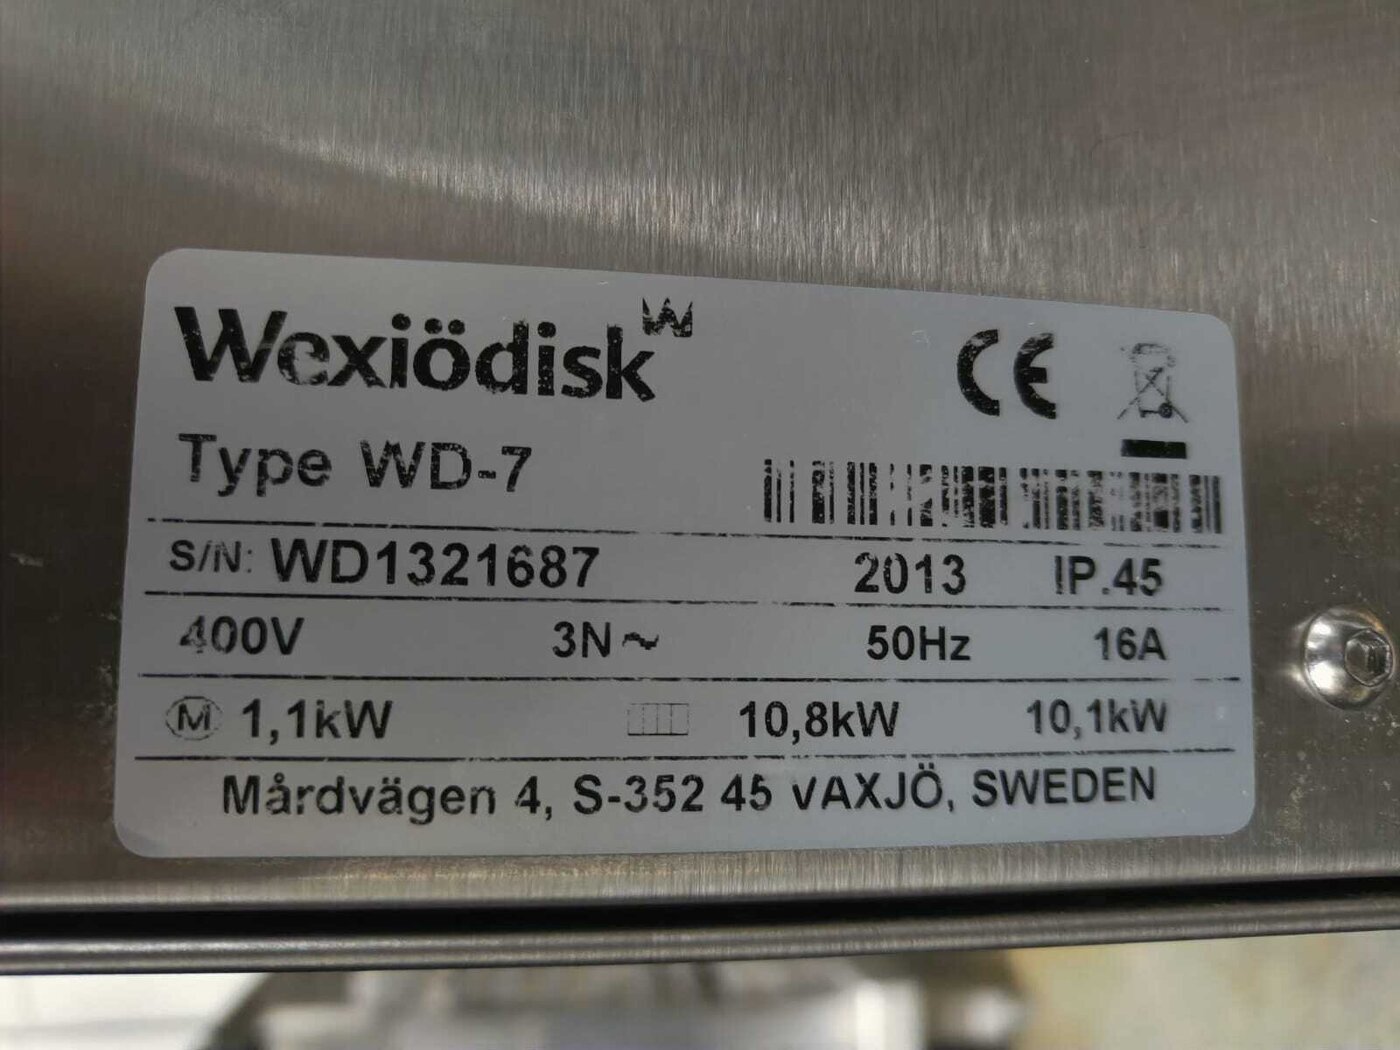 Wexiödisk
CE
Type WD-7
S/N: WD1321687 2013 IP.45
400V 3N~ 50Hz 16A
M 1,1kW 10,8kW 10,1kW
Mårdvägen 4, S-352 45 VAXJÖ, SWEDEN